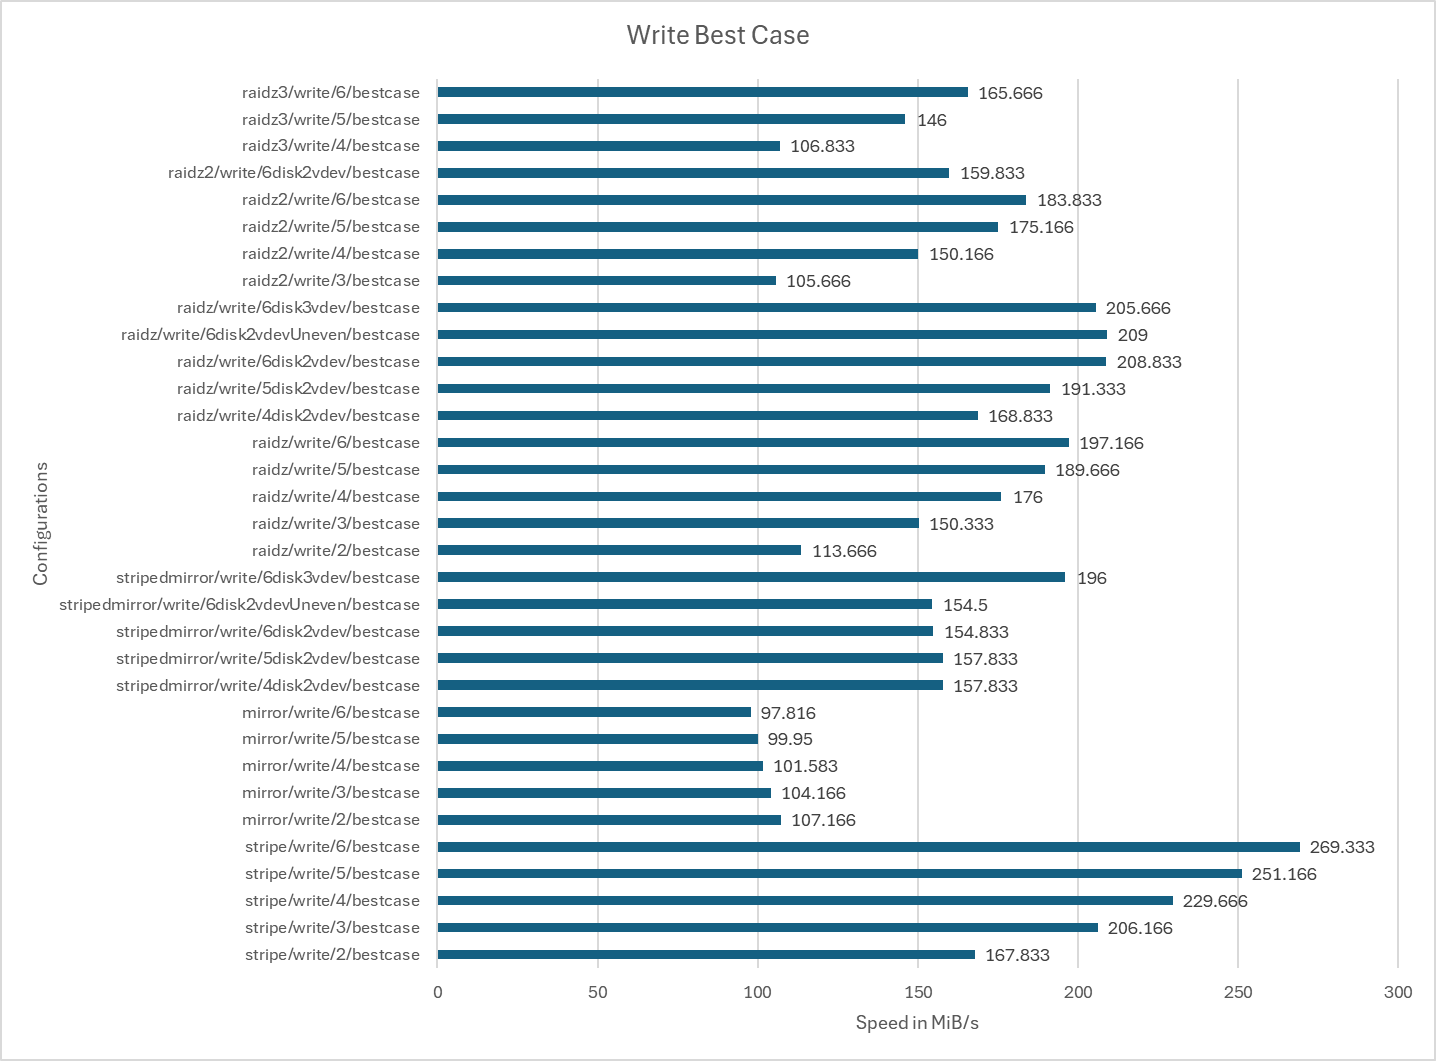 Write Best Case
Configurations
raidz3/write/6/bestcase 165.666
raidz3/write/5/bestcase 146
raidz3/write/4/bestcase 106.833
raidz2/write/6disk2vdev/bestcase 159.833
raidz2/write/6/bestcase 183.833
raidz2/write/5/bestcase 175.166
raidz2/write/4/bestcase 150.166
raidz2/write/3/bestcase 105.666
raidz/write/6disk3vdev/bestcase 205.666
raidz/write/6disk2vdevUneven/bestcase 209
raidz/write/6disk2vdev/bestcase 208.833
raidz/write/5disk2vdev/bestcase 191.333
raidz/write/4disk2vdev/bestcase 168.833
raidz/write/6/bestcase 197.166
raidz/write/5/bestcase 189.666
raidz/write/4/bestcase 176
raidz/write/3/bestcase 150.333
raidz/write/2/bestcase 113.666
stripedmirror/write/6disk3vdev/bestcase 196
stripedmirror/write/6disk2vdevUneven/bestcase 154.5
stripedmirror/write/6disk2vdev/bestcase 154.833
stripedmirror/write/5disk2vdev/bestcase 157.833
stripedmirror/write/4disk2vdev/bestcase 157.833
mirror/write/6/bestcase 97.816
mirror/write/5/bestcase 99.95
mirror/write/4/bestcase 101.583
mirror/write/3/bestcase 104.166
mirror/write/2/bestcase 107.166
stripe/write/6/bestcase 269.333
stripe/write/5/bestcase 251.166
stripe/write/4/bestcase 229.666
stripe/write/3/bestcase 206.166
stripe/write/2/bestcase 167.833
0 50 100 150 200 250 300
Speed in MiB/s